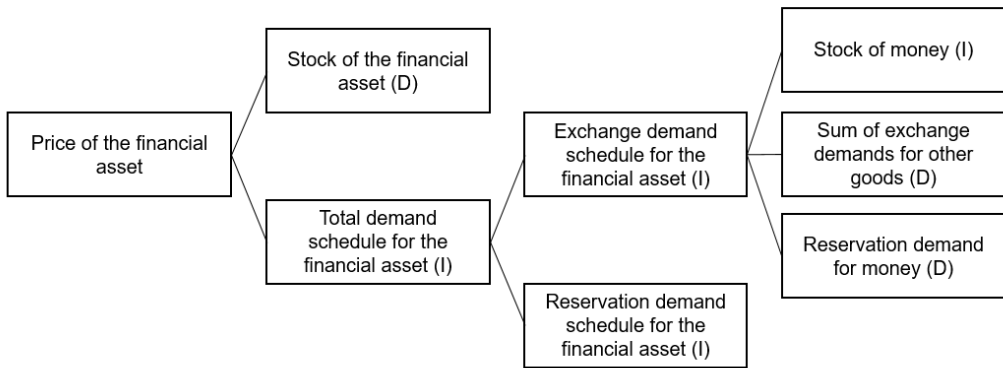 Price of the financial
asset
Stock of the financial
asset (D)
Total demand
schedule for the
financial asset (I)
Exchange demand
schedule for the
financial asset (I)
Reservation demand
schedule for the
financial asset (I)
Stock of money (I)
Sum of exchange
demands for other
goods (D)
Reservation demand
for money (D)